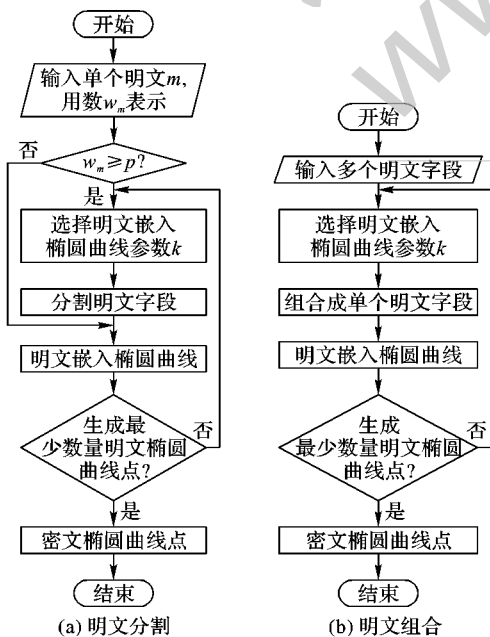 开始
输入单个明文m,
用数wₘ表示
否
wₘ≥p?
是
选择明文嵌入
椭圆曲线参数k
分割明文字段
明文嵌入椭圆曲线
生成最
少数量明文椭圆
曲线点?
否
是
密文椭圆曲线点
结束
(a) 明文分割
开始
输入多个明文字段
选择明文嵌入
椭圆曲线参数k
组合成单个明文字段
明文嵌入椭圆曲线
生成
最少数量明文椭圆
曲线点?
否
是
密文椭圆曲线点
结束
(b) 明文组合